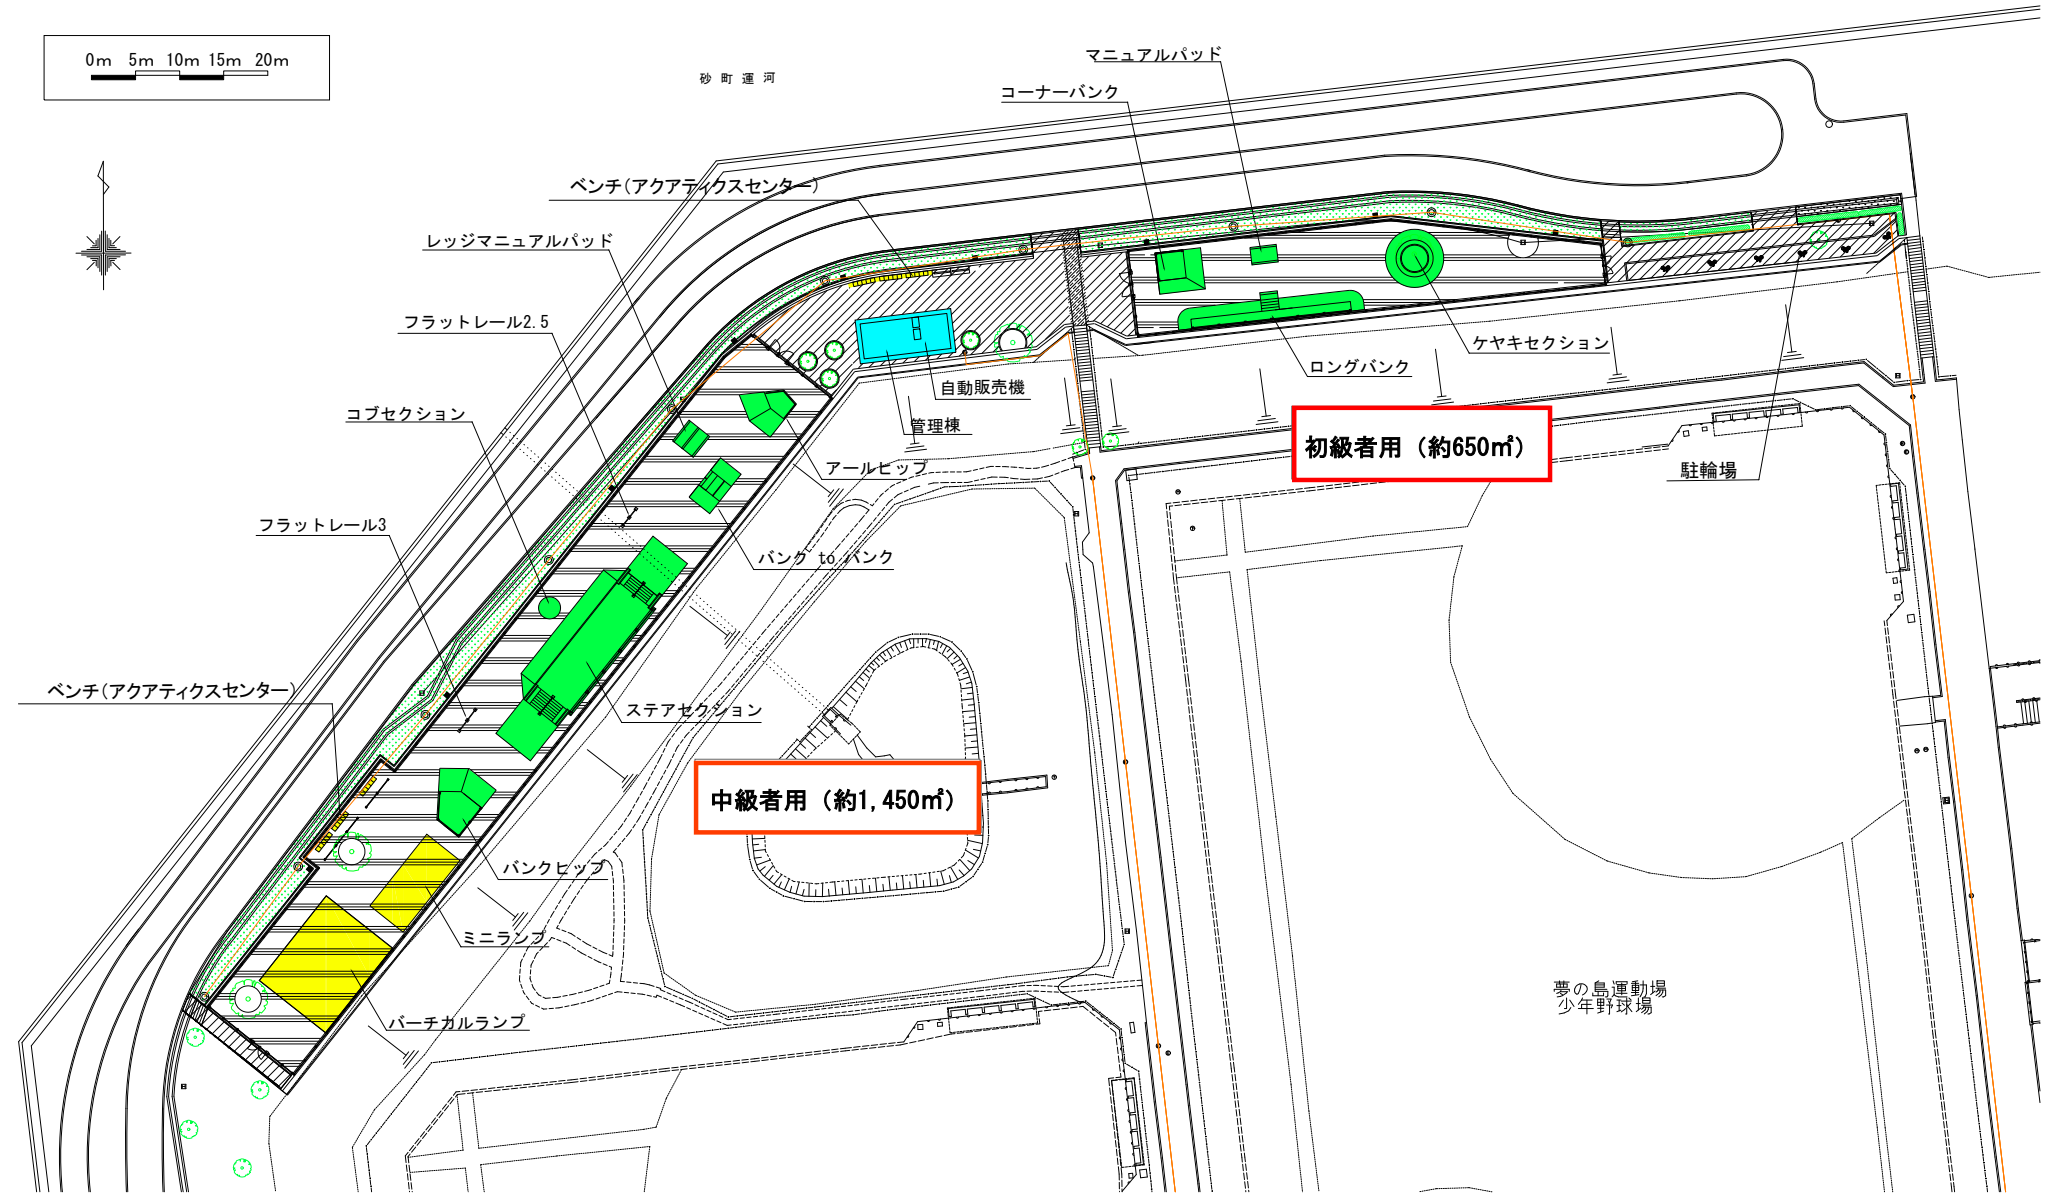 0m 5m 10m 15m 20m
砂町運河
マニュアルパッド
コーナーバンク
ベンチ(アクアティクスセンター)
レッジマニュアルパッド
フラットレール2.5
ケヤキセクション
ロングバンク
自動販売機
コブセクション
管理棟
初級者用（約650㎡）
アールヒップ
駐輪場
フラットレール3
バンク to バンク
ベンチ(アクアティクスセンター)
ステアセクション
中級者用（約1,450㎡）
バンクヒップ
ミニランプ
夢の島運動場
少年野球場
バーチカルランプ